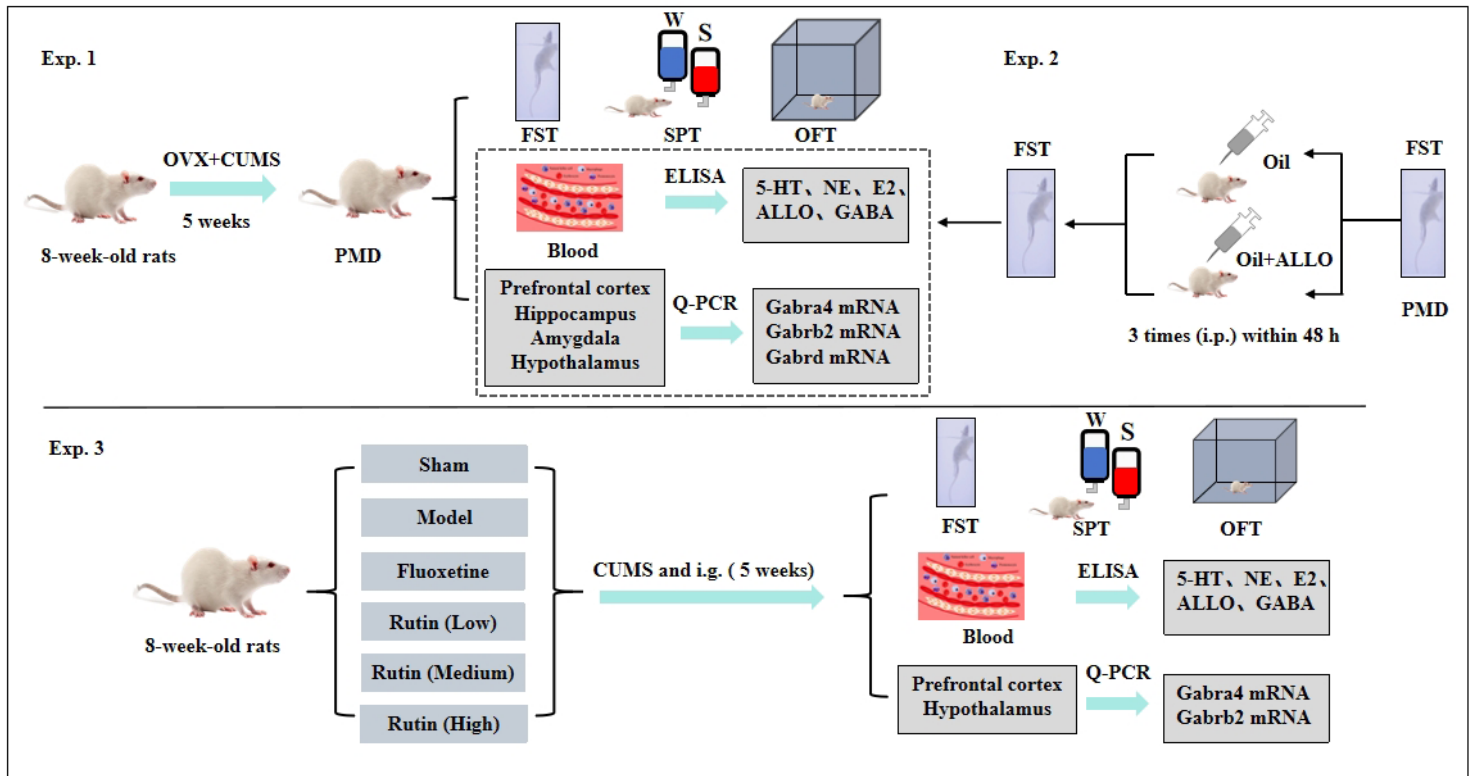 Exp. 1
W
S
FST
SPT
OFT
OVX+CUMS
5 weeks
8-week-old rats
PMD
Blood
ELISA
5-HT、NE、E2、
ALLO、GABA
Prefrontal cortex
Hippocampus
Amygdala
Hypothalamus
Q-PCR
Gabra4 mRNA
Gabrb2 mRNA
Gabrd mRNA
Exp. 2
FST
Oil
Oil+ALLO
3 times (i.p.) within 48 h
FST
PMD
Exp. 3
8-week-old rats
Sham
Model
Fluoxetine
Rutin (Low)
Rutin (Medium)
Rutin (High)
CUMS and i.g. ( 5 weeks)
W
S
FST
SPT
OFT
Blood
ELISA
5-HT、NE、E2、
ALLO、GABA
Prefrontal cortex
Hypothalamus
Q-PCR
Gabra4 mRNA
Gabrb2 mRNA